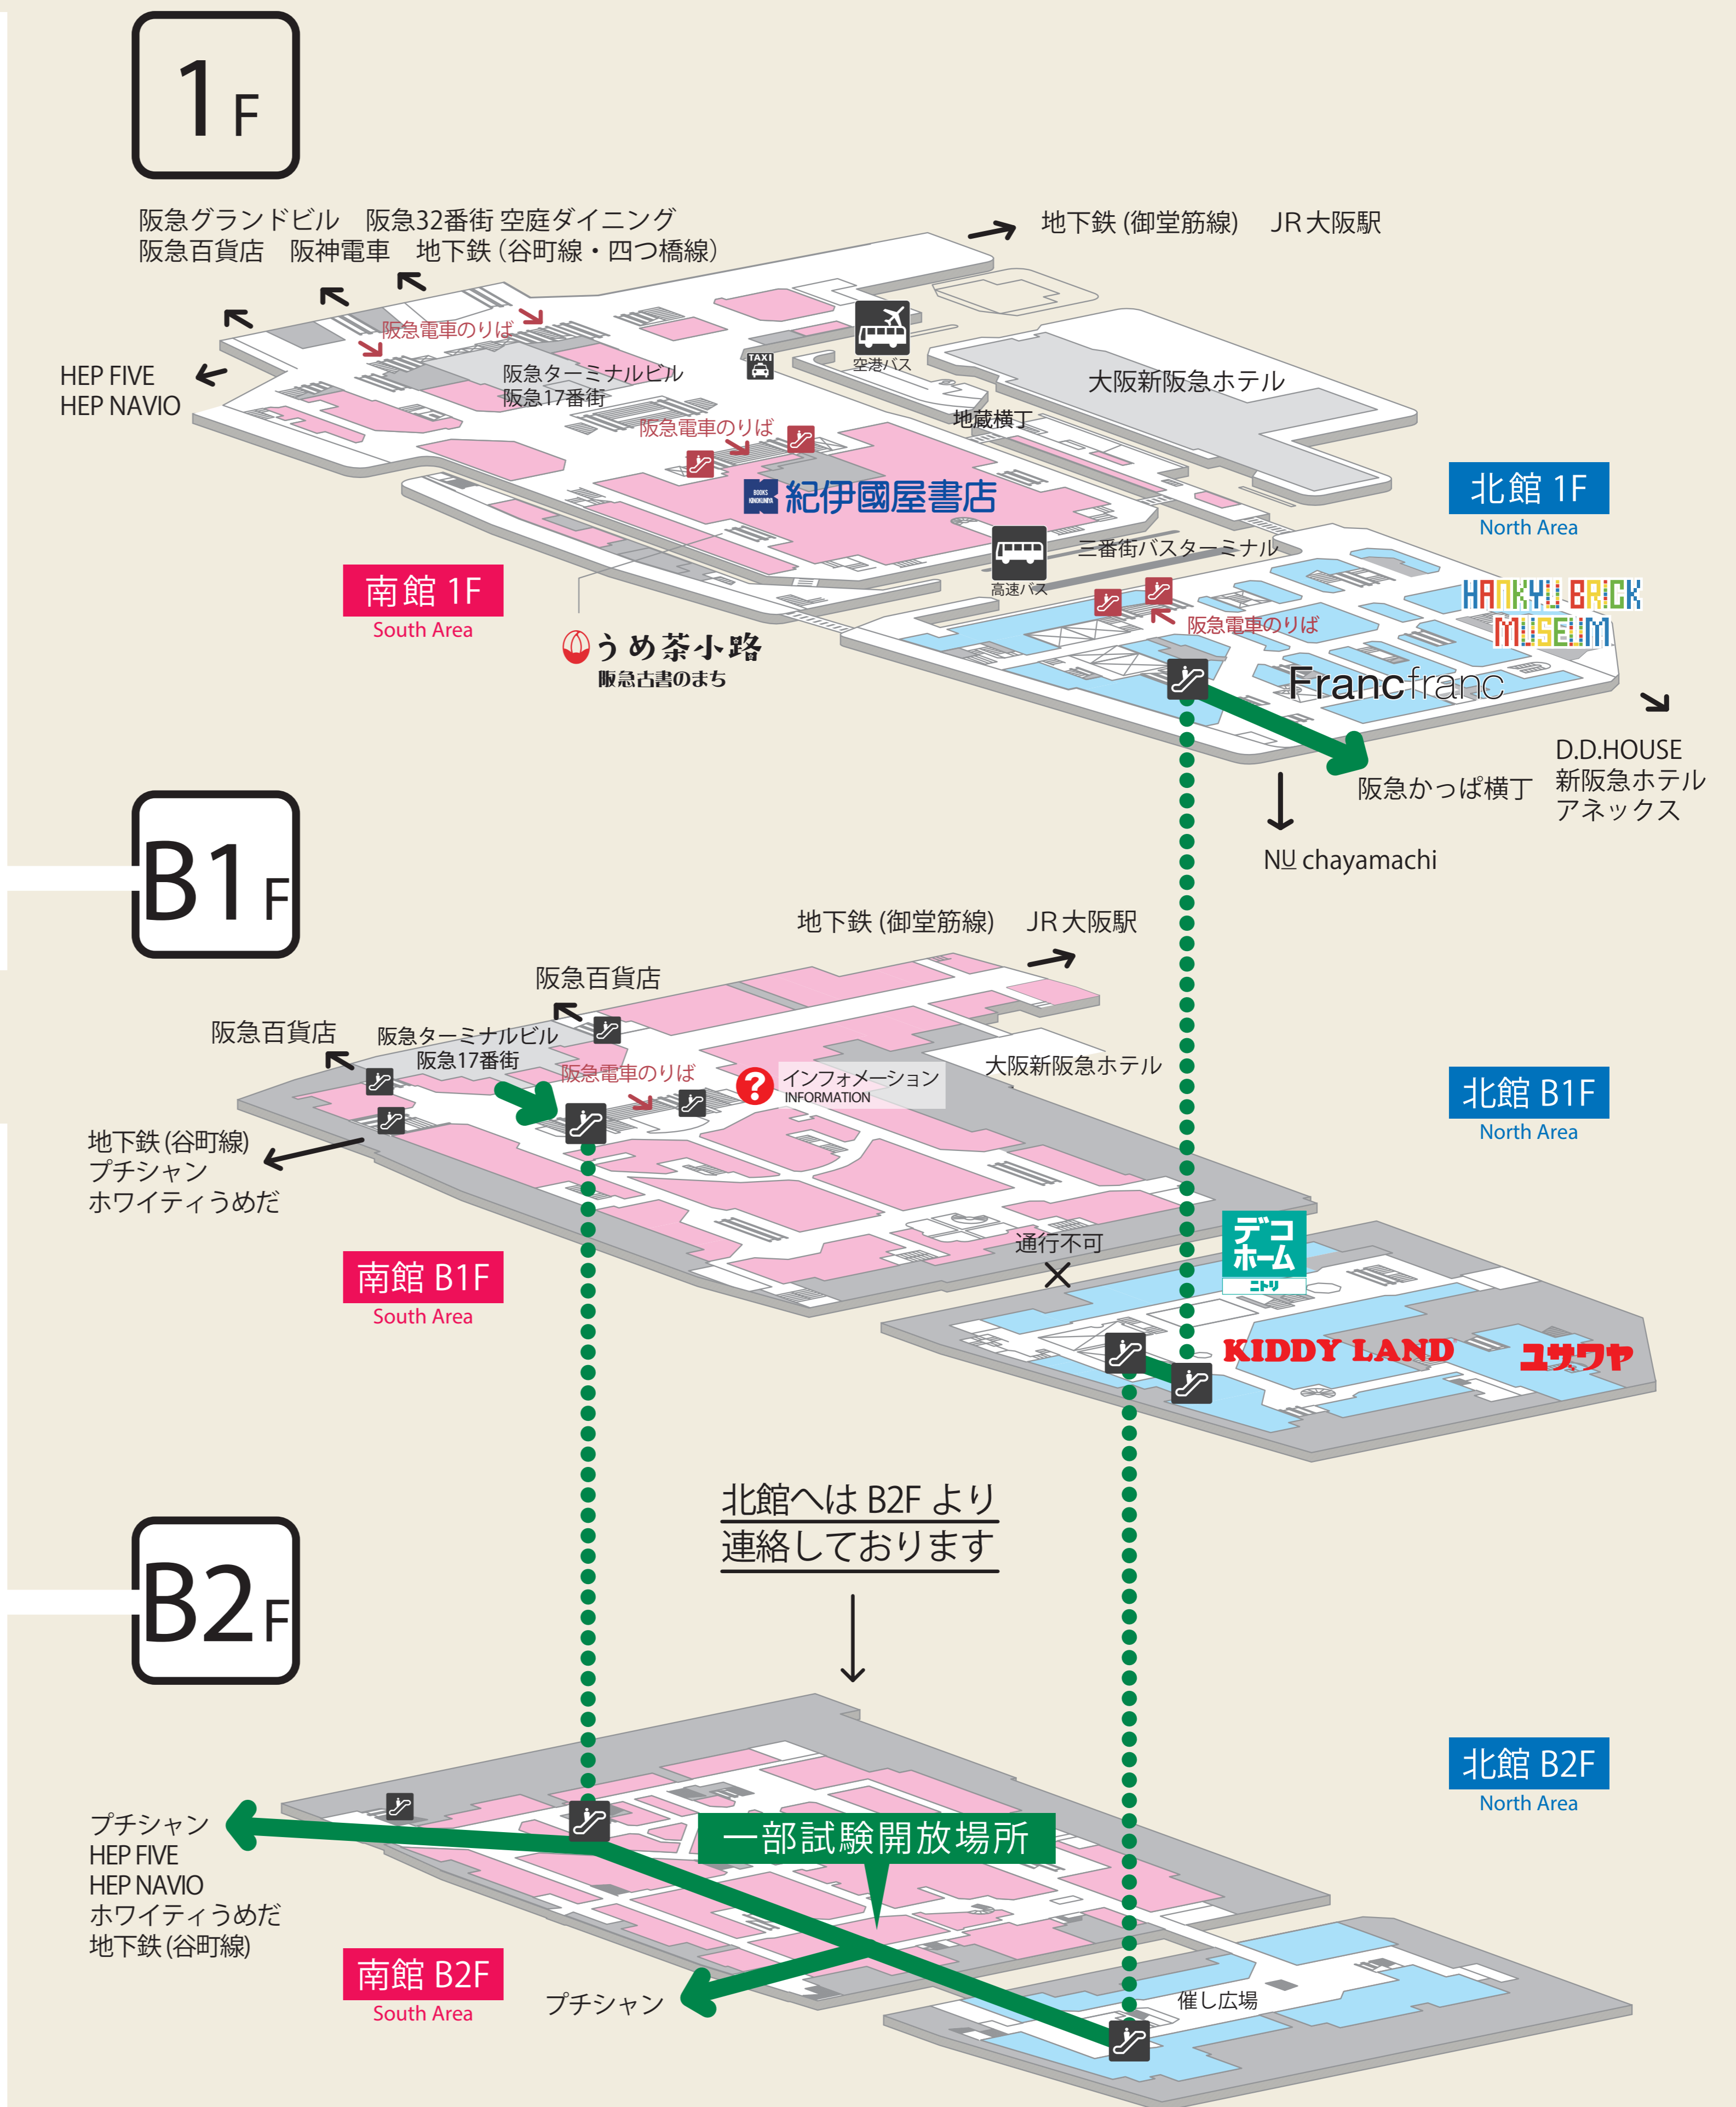 1F
阪急グランドビル 阪急32番街 空庭ダイニング
阪急百貨店 阪神電車 地下鉄(谷町線・四つ橋線)
地下鉄(御堂筋線) JR大阪駅
阪急電車のりば
HEP FIVE
HEP NAVIO
阪急ターミナルビル
阪急17番街
TAXI
空港バス
大阪新阪急ホテル
地蔵横丁
阪急電車のりば
BOOKS KINOKUNIYA
紀伊國屋書店
北館 1F
North Area
三番街バスターミナル
高速バス
南館 1F
South Area
HANKYU BRICK
MUSEUM
阪急電車のりば
うめ茶小路
阪急古書のまち
Francfranc
D.D.HOUSE
新阪急ホテル
アネックス
阪急かっぱ横丁
NU chayamachi
B1F
地下鉄(御堂筋線) JR大阪駅
阪急百貨店
阪急百貨店
阪急ターミナルビル
阪急17番街
阪急電車のりば
インフォメーション
INFORMATION
大阪新阪急ホテル
北館 B1F
North Area
地下鉄(谷町線)
プチシャン
ホワイティうめだ
南館 B1F
South Area
通行不可
デコ
ホーム
ニトリ
KIDDY LAND
ユザワヤ
北館へは B2F より
連絡しております
B2F
北館 B2F
North Area
プチシャン
HEP FIVE
HEP NAVIO
ホワイティうめだ
地下鉄(谷町線)
一部試験開放場所
南館 B2F
South Area
プチシャン
催し広場